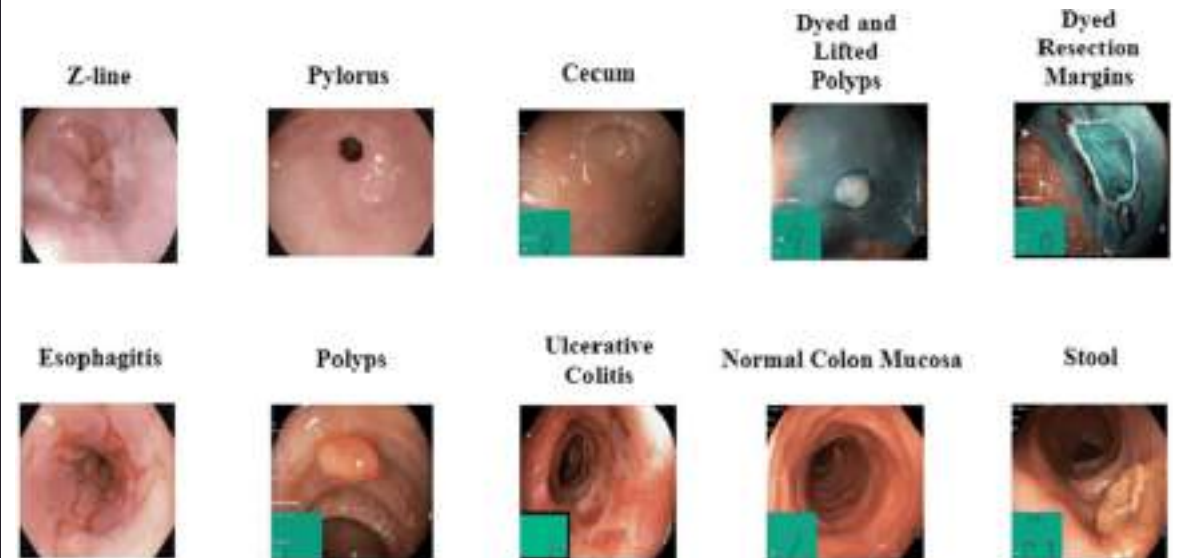 Z-line
Pylorus
Cecum
Dyed and
Lifted
Polyps
Dyed
Resection
Margins
Esophagitis
Polyps
Ulcerative
Colitis
Normal Colon Mucosa
Stool